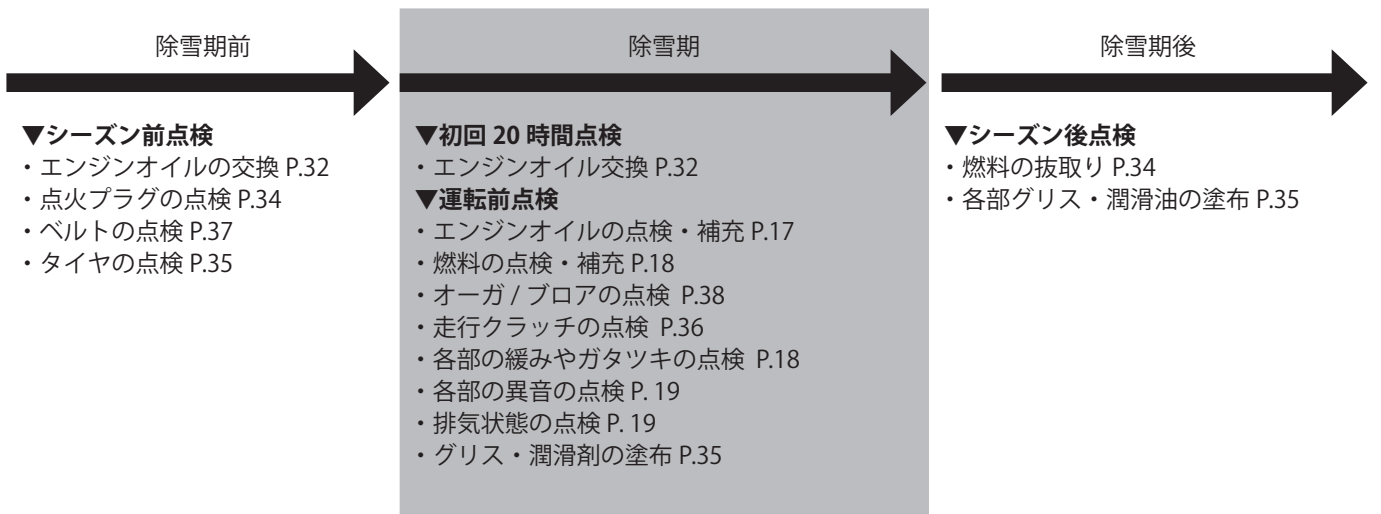 除雪期前
▼シーズン前点検
・エンジンオイルの交換 P.32
・点火プラグの点検 P.34
・ベルトの点検 P.37
・タイヤの点検 P.35
除雪期
▼初回 20 時間点検
・エンジンオイル交換 P.32
▼運転前点検
・エンジンオイルの点検・補充 P.17
・燃料の点検・補充 P.18
・オーガ / ブロアの点検 P.38
・走行クラッチの点検 P.36
・各部の緩みやガタツキの点検 P.18
・各部の異音の点検 P. 19
・排気状態の点検 P. 19
・グリス・潤滑剤の塗布 P.35
除雪期後
▼シーズン後点検
・燃料の抜取り P.34
・各部グリス・潤滑油の塗布 P.35